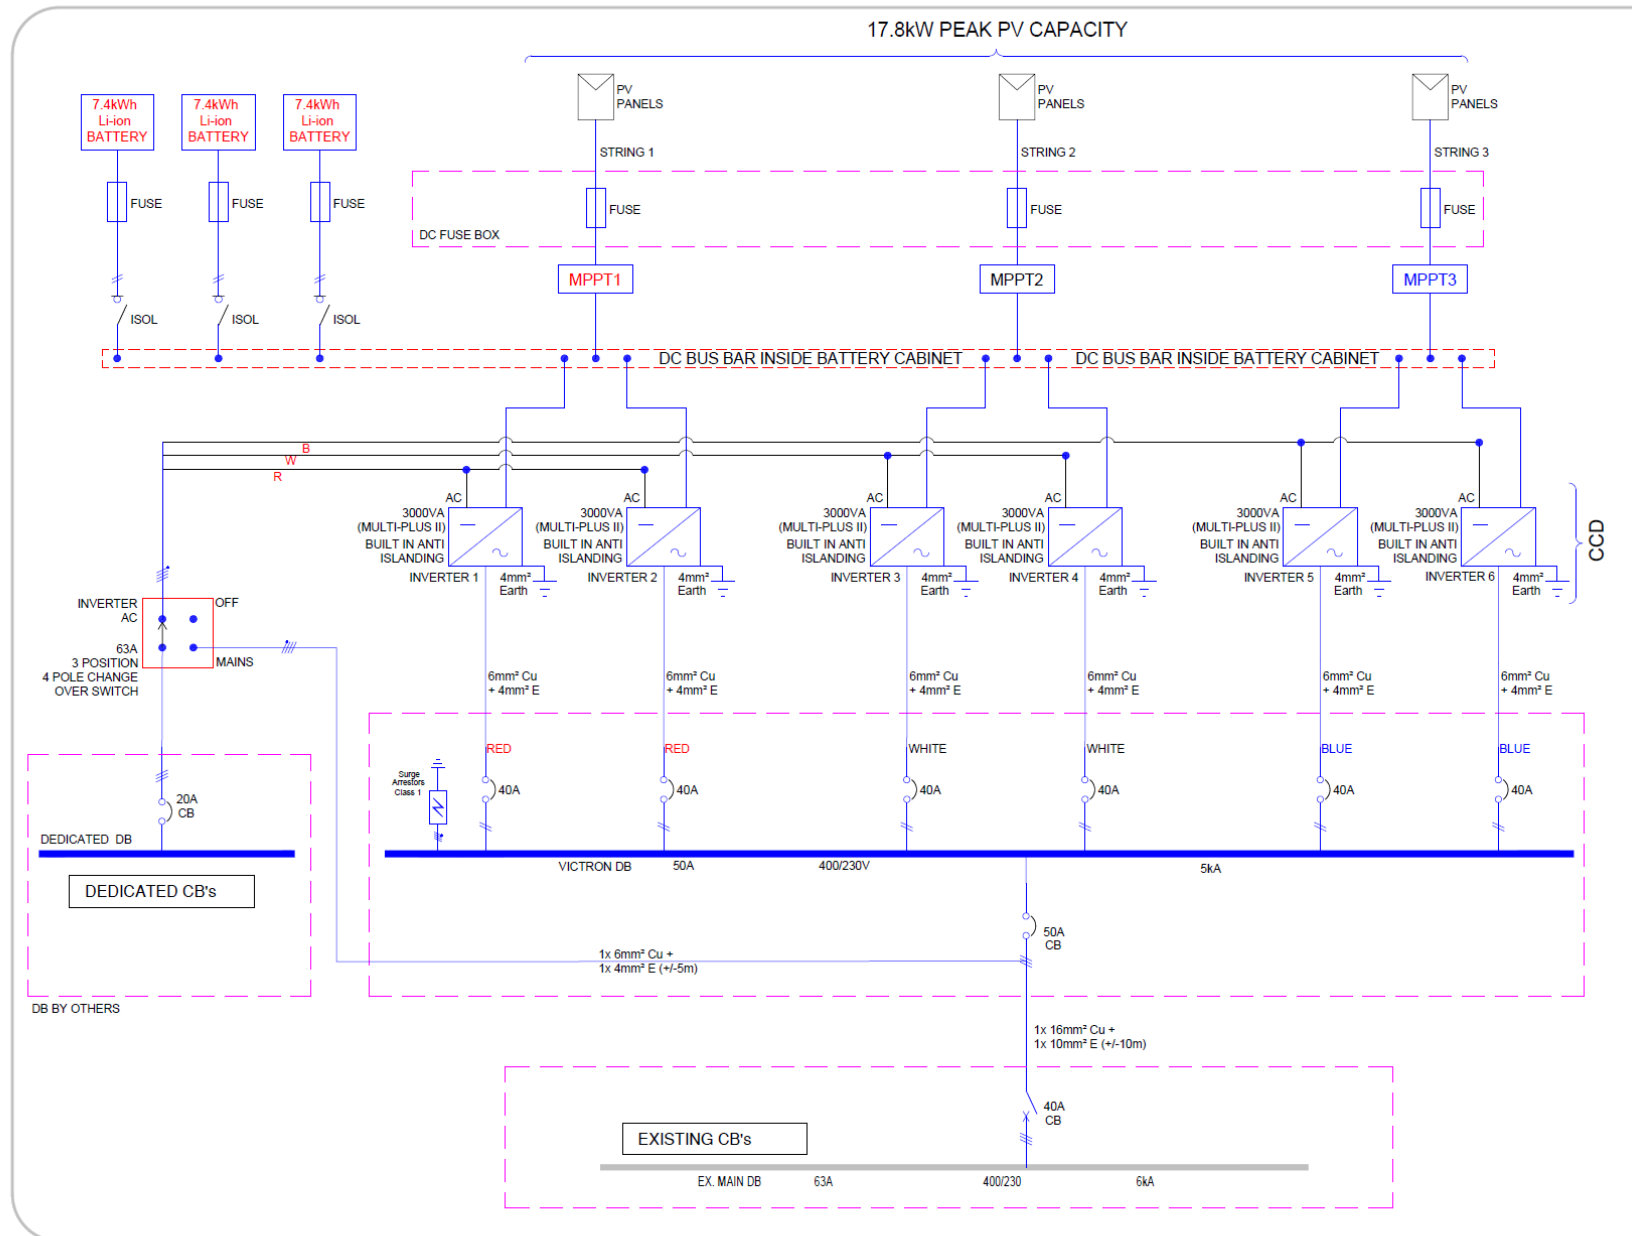 17.8kW PEAK PV CAPACITY
7.4kWh
Li-ion
BATTERY
7.4kWh
Li-ion
BATTERY
7.4kWh
Li-ion
BATTERY
PV
PANELS
PV
PANELS
PV
PANELS
STRING 1
STRING 2
STRING 3
FUSE
FUSE
FUSE
FUSE
FUSE
FUSE
DC FUSE BOX
MPPT1
MPPT2
MPPT3
ISOL
ISOL
ISOL
DC BUS BAR INSIDE BATTERY CABINET
DC BUS BAR INSIDE BATTERY CABINET
B
W
R
AC
3000VA
(MULTI-PLUS II)
BUILT IN ANTI
ISLANDING
INVERTER 1
4mm²
Earth
AC
3000VA
(MULTI-PLUS II)
BUILT IN ANTI
ISLANDING
INVERTER 2
4mm²
Earth
AC
3000VA
(MULTI-PLUS II)
BUILT IN ANTI
ISLANDING
INVERTER 3
4mm²
Earth
AC
3000VA
(MULTI-PLUS II)
BUILT IN ANTI
ISLANDING
INVERTER 4
4mm²
Earth
AC
3000VA
(MULTI-PLUS II)
BUILT IN ANTI
ISLANDING
INVERTER 5
4mm²
Earth
AC
3000VA
(MULTI-PLUS II)
BUILT IN ANTI
ISLANDING
INVERTER 6
4mm²
Earth
CCD
INVERTER
AC
OFF
63A
3 POSITION
4 POLE CHANGE
OVER SWITCH
MAINS
6mm² Cu
+ 4mm² E
6mm² Cu
+ 4mm² E
6mm² Cu
+ 4mm² E
6mm² Cu
+ 4mm² E
6mm² Cu
+ 4mm² E
6mm² Cu
+ 4mm² E
RED
RED
WHITE
WHITE
BLUE
BLUE
Surge
Arrestors
Class 1
40A
40A
40A
40A
40A
40A
20A
CB
DEDICATED DB
DEDICATED CB's
DB BY OTHERS
VICTRON DB
50A
400/230V
5kA
50A
CB
1x 6mm² Cu +
1x 4mm² E (+/-5m)
1x 16mm² Cu +
1x 10mm² E (+/-10m)
40A
CB
EXISTING CB's
EX. MAIN DB
63A
400/230
6kA